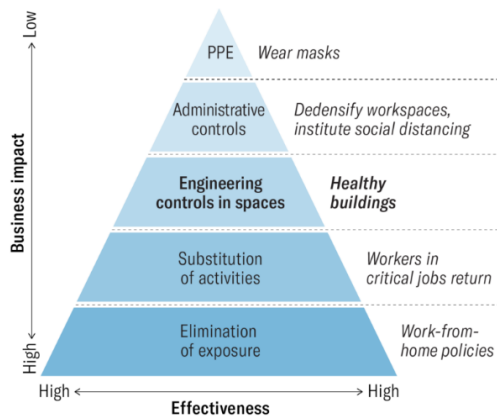 Low
PPE
Wear masks
Administrative
controls
Dedensify workspaces,
institute social distancing
Business impact
Engineering
controls in spaces
Healthy
buildings
Substitution
of activities
Workers in
critical jobs return
Elimination
of exposure
Work-from-
home policies
High
High
High
Effectiveness